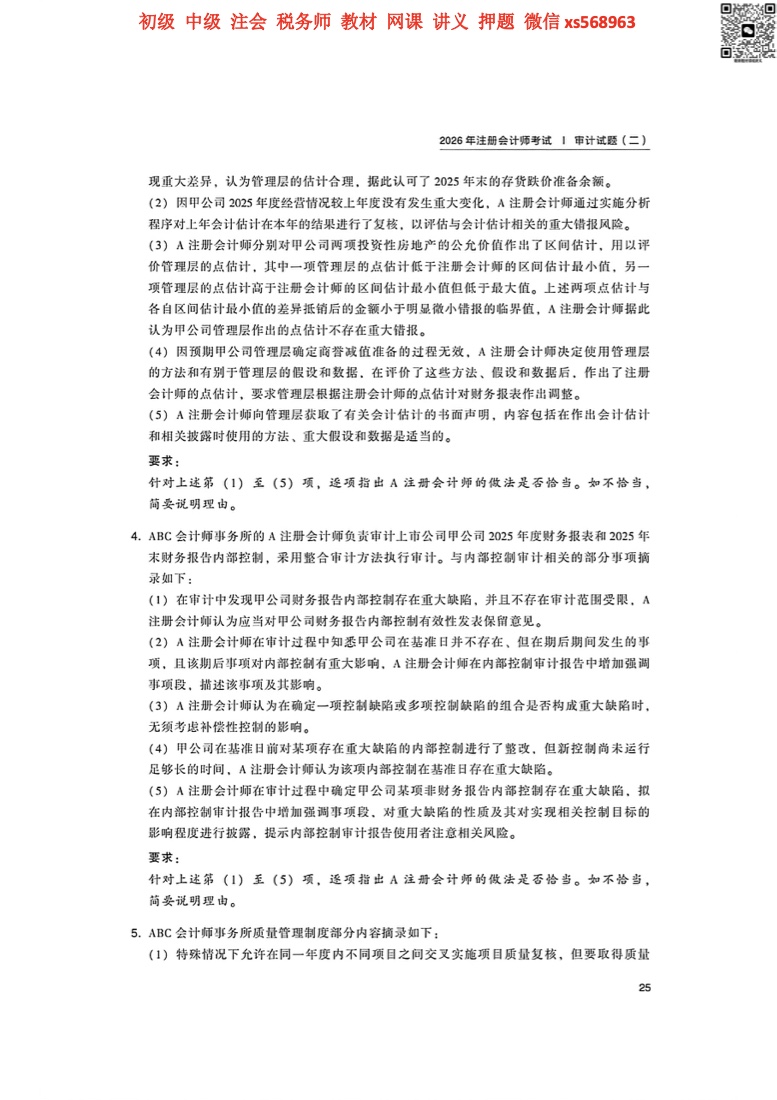 初级 中级 注会 税务师 教材 网课 讲义 押题 微信 xs568963
2026 年注册会计师考试 | 审计试题（二）
现重大差异，认为管理层的估计合理，据此认可了 2025 年末的存货跌价准备余额。
（2）因甲公司 2025 年度经营情况较上年度没有发生重大变化，A 注册会计师通过实施分析
程序对上年会计估计在本年的结果进行了复核，以评估与会计估计相关的重大错报风险。
（3）A 注册会计师分别对甲公司两项投资性房地产的公允价值作出了区间估计，用以评
价管理层的点估计，其中一项管理层的点估计低于注册会计师的区间估计最小值，另一
项管理层的点估计高于注册会计师的区间估计最小值但低于最大值。上述两项点估计与
各自区间估计最小值的差异抵销后的金额小于明显微小错报的临界值，A 注册会计师据此
认为甲公司管理层作出的点估计不存在重大错报。
（4）因预期甲公司管理层确定商誉减值准备的过程无效，A 注册会计师决定使用管理层
的方法和有别于管理层的假设和数据，在评价了这些方法、假设和数据后，作出了注册
会计师的点估计，要求管理层根据注册会计师的点估计对财务报表作出调整。
（5）A 注册会计师向管理层获取了有关会计估计的书面声明，内容包括在作出会计估计
和相关披露时使用的方法、重大假设和数据是适当的。
要求：
针对上述第（1）至（5）项，逐项指出 A 注册会计师的做法是否恰当。如不恰当，
简要说明理由。
4. ABC 会计师事务所的 A 注册会计师负责审计上市公司甲公司 2025 年度财务报表和 2025 年
末财务报告内部控制，采用整合审计方法执行审计。与内部控制审计相关的部分事项摘
录如下：
（1）在审计中发现甲公司财务报告内部控制存在重大缺陷，并且不存在审计范围受限，A
注册会计师认为应当对甲公司财务报告内部控制有效性发表保留意见。
（2）A 注册会计师在审计过程中知悉甲公司在基准日并不存在、但在期后期间发生的事
项，且该期后事项对内部控制有重大影响，A 注册会计师在内部控制审计报告中增加强调
事项段，描述该事项及其影响。
（3）A 注册会计师认为在确定一项控制缺陷或多项控制缺陷的组合是否构成重大缺陷时，
无须考虑补偿性控制的影响。
（4）甲公司在基准日前对某项存在重大缺陷的内部控制进行了整改，但新控制尚未运行
足够长的时间，A 注册会计师认为该项内部控制在基准日存在重大缺陷。
（5）A 注册会计师在审计过程中确定甲公司某项非财务报告内部控制存在重大缺陷，拟
在内部控制审计报告中增加强调事项段，对重大缺陷的性质及其对实现相关控制目标的
影响程度进行披露，提示内部控制审计报告使用者注意相关风险。
要求：
针对上述第（1）至（5）项，逐项指出 A 注册会计师的做法是否恰当。如不恰当，
简要说明理由。
5. ABC 会计师事务所质量管理制度部分内容摘录如下：
（1）特殊情况下允许在同一年度内不同项目之间交叉实施项目质量复核，但要取得质量
25